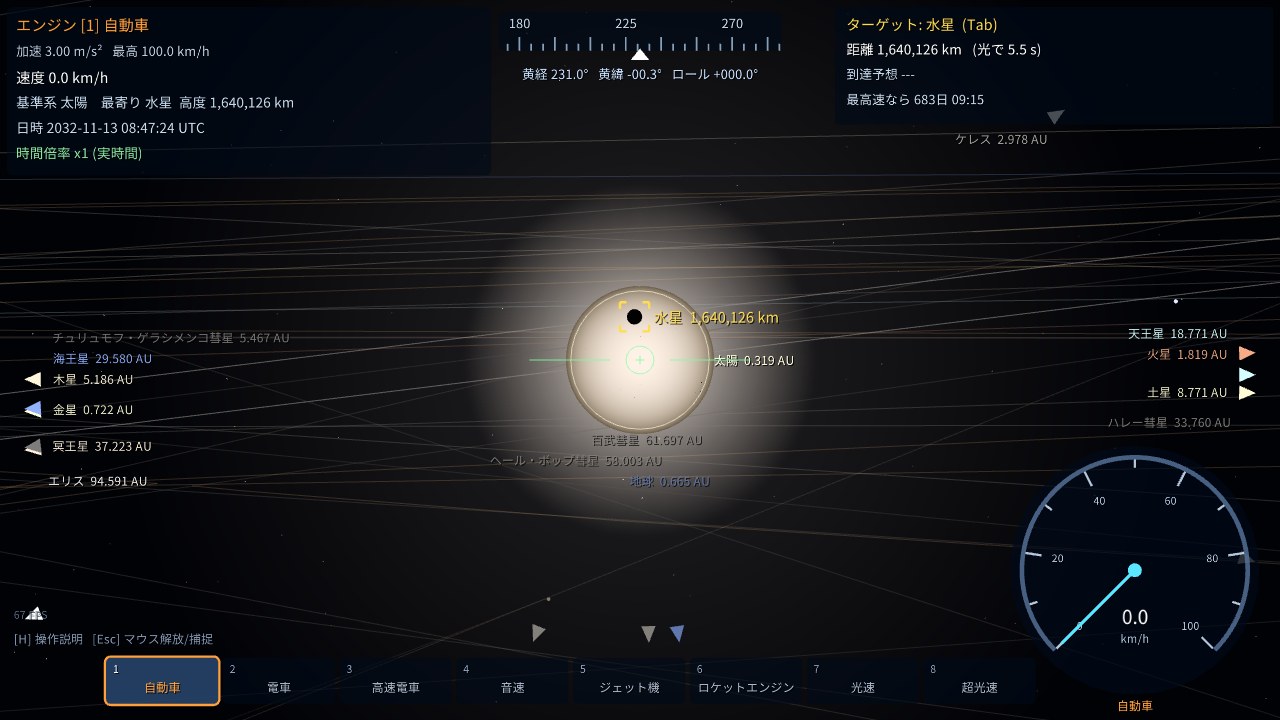 エンジン [1] 自動車
加速 3.00 m/s² 最高 100.0 km/h
速度 0.0 km/h
基準系 太陽 最寄り 水星 高度 1,640,126 km
日時 2032-11-13 08:47:24 UTC
時間倍率 x1 (実時間)
180 225 270
黄経 231.0° 黄緯 -00.3° ロール +000.0°
ターゲット: 水星 (Tab)
距離 1,640,126 km (光で 5.5 s)
到達予想 ---
最高速なら 683日 09:15
ケレス 2.978 AU
水星 1,640,126 km
太陽 0.319 AU
チュリュモフ・ゲラシメンコ彗星 5.467 AU
海王星 29.580 AU
木星 5.186 AU
金星 0.722 AU
冥王星 37.223 AU
エリス 94.591 AU
天王星 18.771 AU
火星 1.819 AU
土星 8.771 AU
ハレー彗星 33.760 AU
百武彗星 61.697 AU
ヘール・ボップ彗星 58.003 AU
地球 0.665 AU
0 20 40 60 80 100
0.0
km/h
自動車
67 FPS
[H] 操作説明 [Esc] マウス解放/捕捉
1 自動車
2 電車
3 高速電車
4 音速
5 ジェット機
6 ロケットエンジン
7 光速
8 超光速